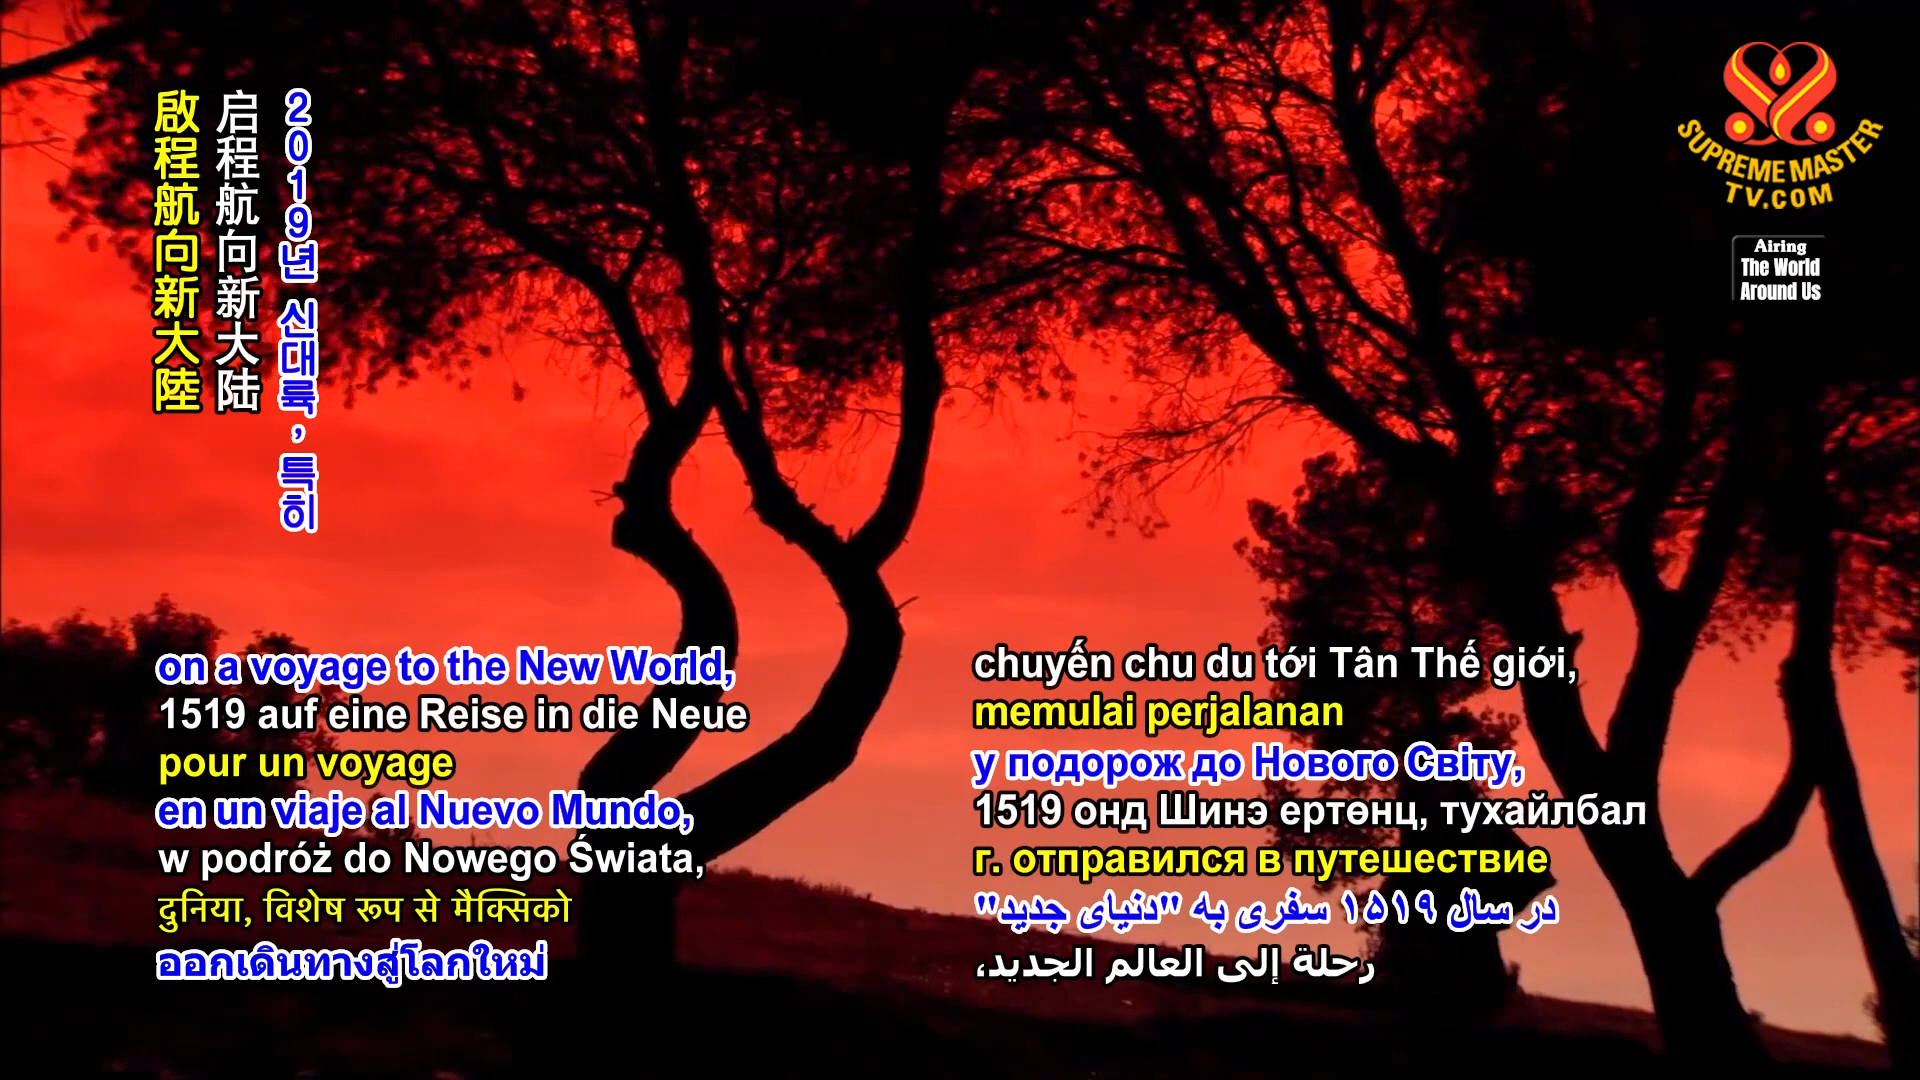 啟程航向新大陸
启程航向新大陆
2019년 신대륙, 특히
SUPREME MASTER
TV.COM
Airing
The World
Around Us
on a voyage to the New World,
1519 auf eine Reise in die Neue
pour un voyage
en un viaje al Nuevo Mundo,
w podróż do Nowego Świata,
दुनिया, विशेष रूप से मैक्सिको
ออกเดินทางสู่โลกใหม่
chuyến chu du tới Tân Thế giới,
memulai perjalanan
у подорож до Нового Світу,
1519 онд Шинэ ертөнц, тухайлбал
г. отправился в путешествие
در سال ۱۵۱۹ سفری به "دنیای جدید"
رحلة إلى العالم الجديد،